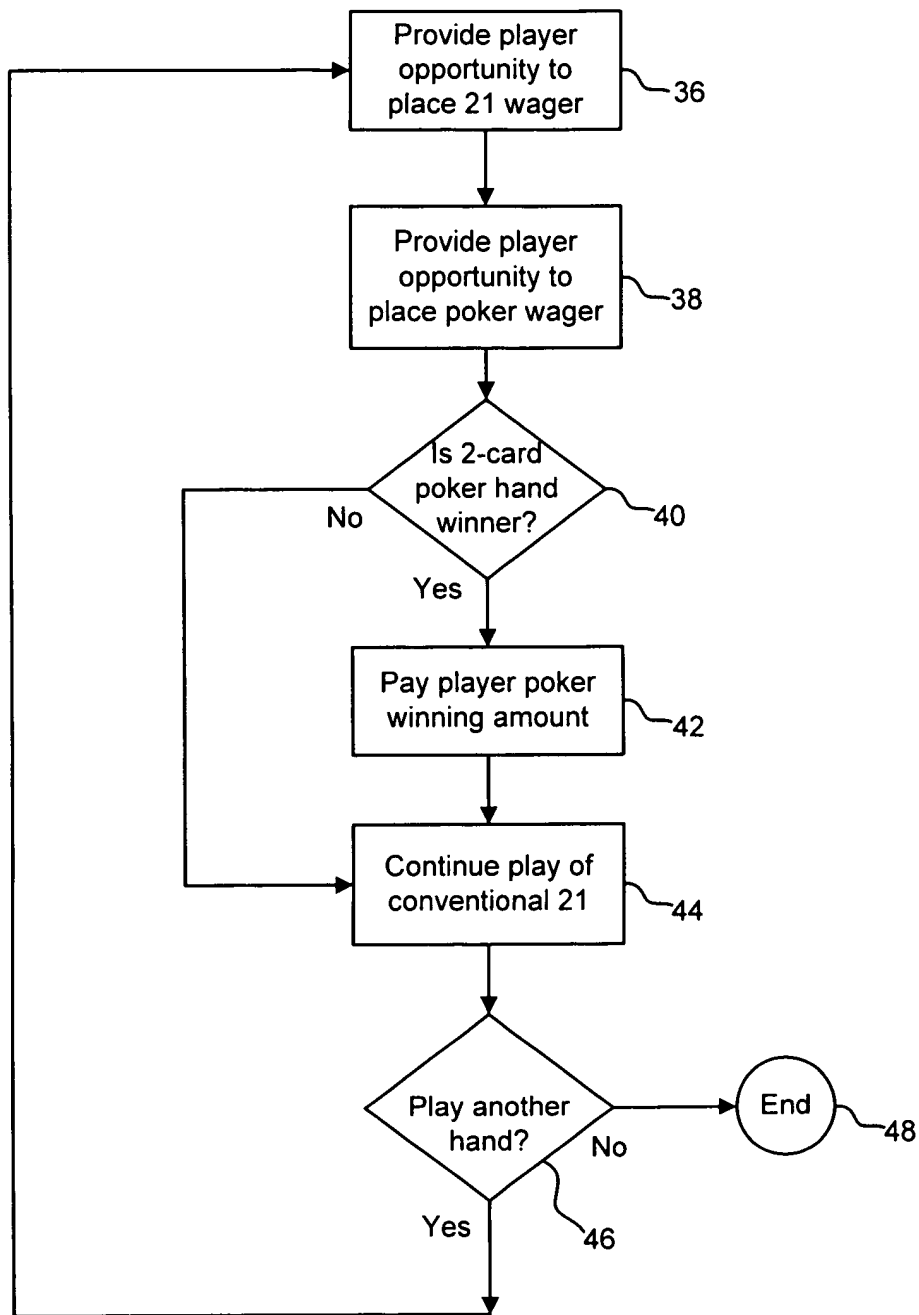 Provide player
opportunity to
place 21 wager
36
Provide player
opportunity to
place poker wager
38
Is 2-card
poker hand
winner?
40
No
Yes
Pay player poker
winning amount
42
Continue play of
conventional 21
44
Play another
hand?
No
End
48
Yes
46